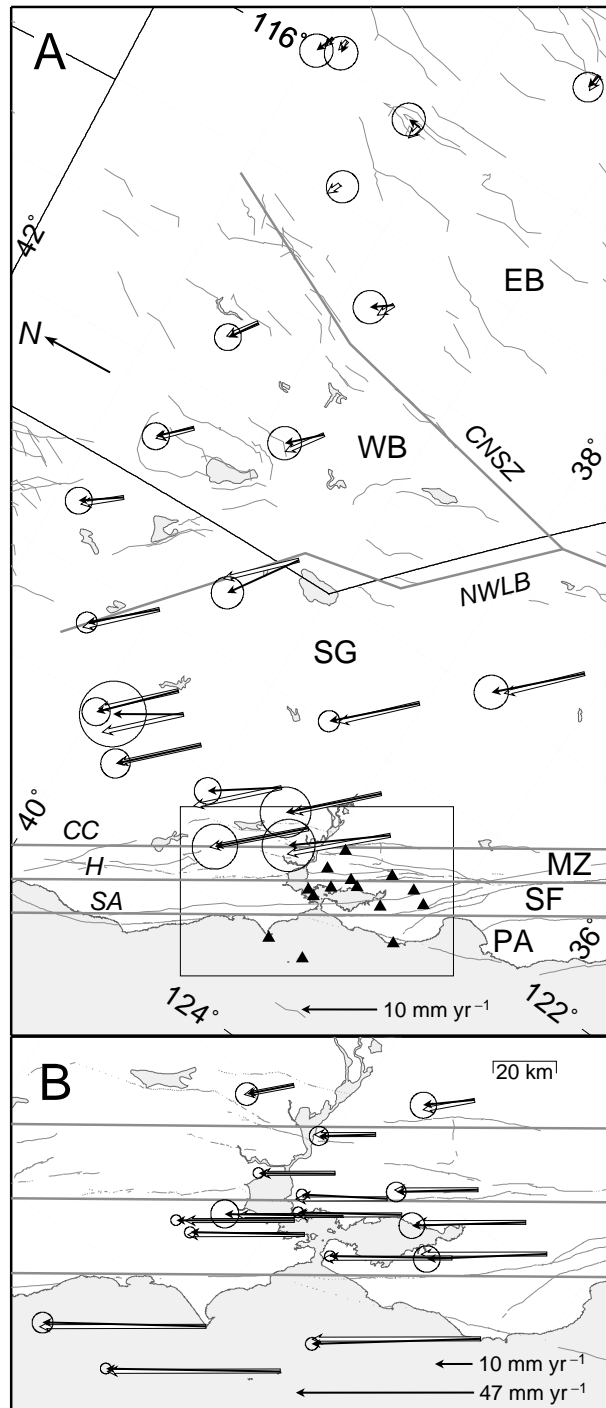 A
116°
42°
EB
N
WB
CNSZ
38°
NWLB
SG
40°
CC
H
MZ
SA
SF
PA
36°
124°
10 mm yr⁻¹
122°
B
20 km
10 mm yr⁻¹
47 mm yr⁻¹